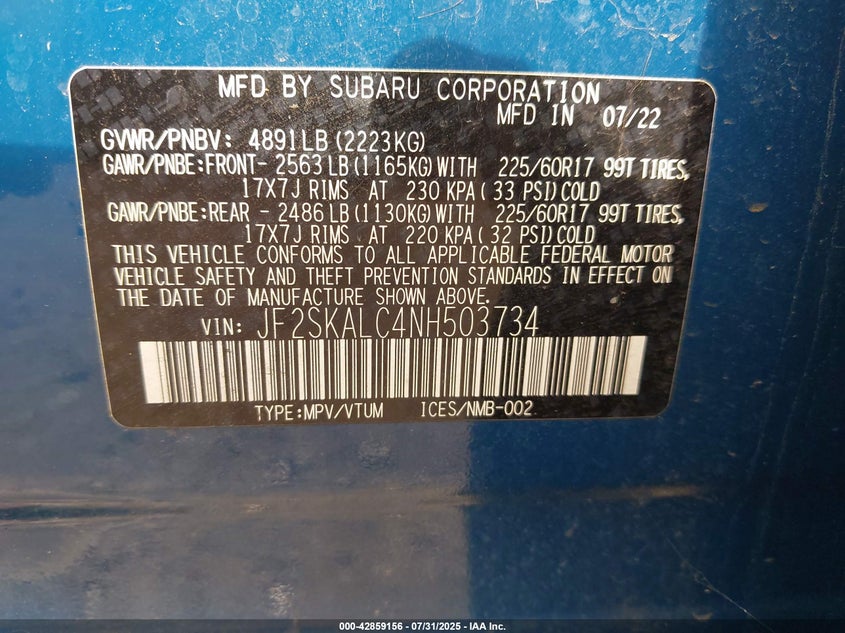 MFD BY SUBARU CORPORATION
MFD IN 07/22
GVWR/PNBV: 4891LB (2223KG)
GAWR/PNBE:FRONT- 2563LB (1165KG) WITH 225/60R17 99T TIRES,
17X7J RIMS AT 230 KPA ( 33 PSI) COLD
GAWR/PNBE:REAR - 2486LB (1130KG) WITH 225/60R17 99T TIRES,
17X7J RIMS AT 220 KPA ( 32 PSI) COLD
THIS VEHICLE CONFORMS TO ALL APPLICABLE FEDERAL MOTOR
VEHICLE SAFETY AND THEFT PREVENTION STANDARDS IN EFFECT ON
THE DATE OF MANUFACTURE SHOWN ABOVE.
VIN: JF2SKALC4NH503734
TYPE:MPV/VTUM ICES/NMB-002
000-42859156 - 07/31/2025 - IAA Inc.